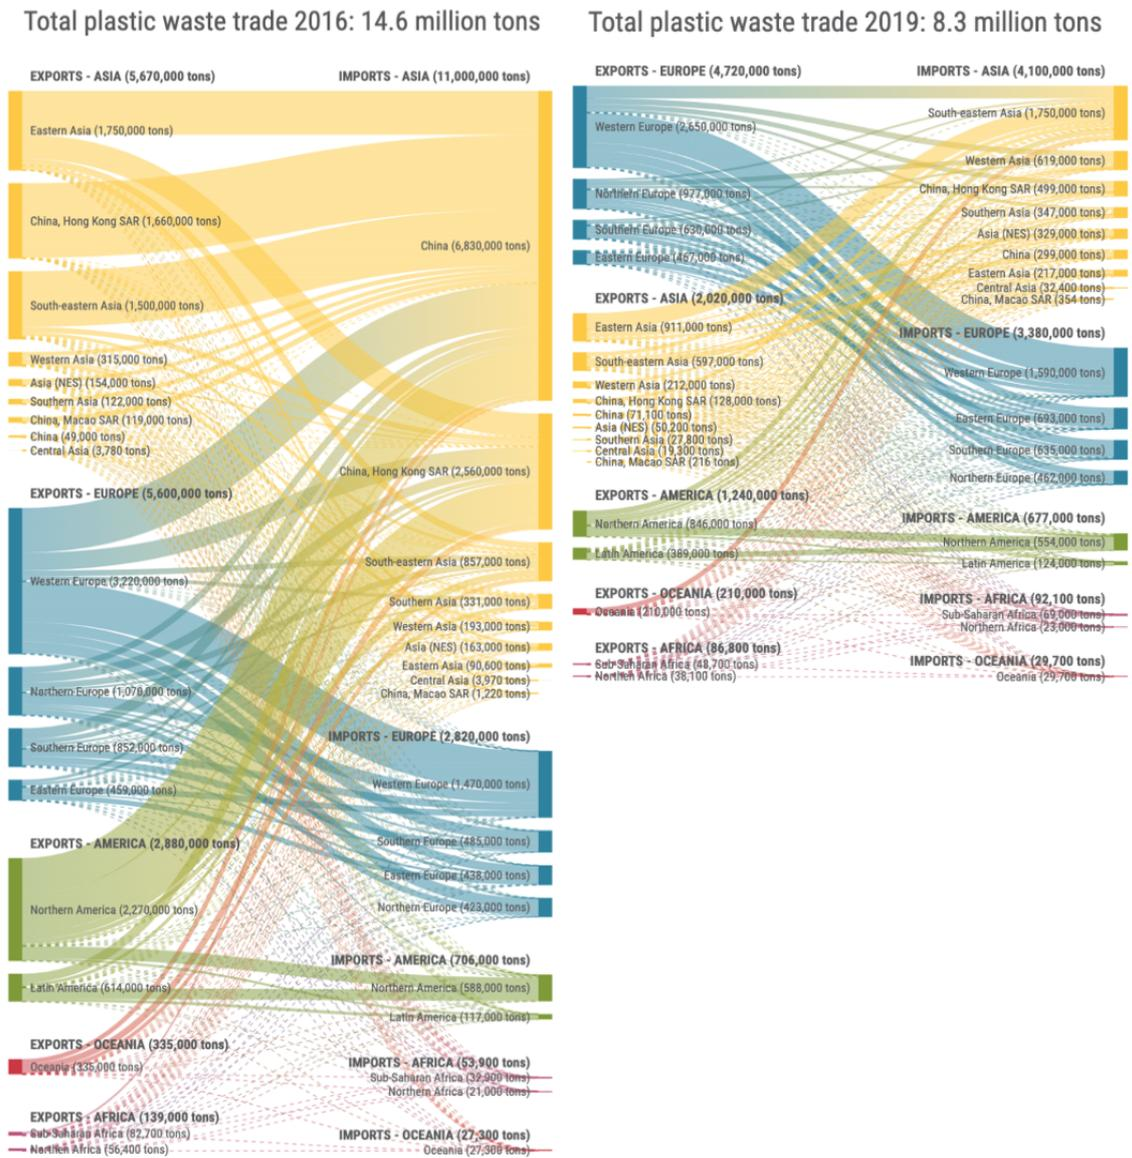 Total plastic waste trade 2016: 14.6 million tons
EXPORTS - ASIA (5,670,000 tons)
Eastern Asia (1,750,000 tons)
China, Hong Kong SAR (1,660,000 tons)
South-eastern Asia (1,500,000 tons)
Western Asia (315,000 tons)
Asia (NES) (154,000 tons)
Southern Asia (122,000 tons)
China, Macao SAR (119,000 tons)
China (49,000 tons)
Central Asia (3,780 tons)
EXPORTS - EUROPE (5,600,000 tons)
Western Europe (3,220,000 tons)
Northern Europe (1,070,000 tons)
Southern Europe (852,000 tons)
Eastern Europe (459,000 tons)
EXPORTS - AMERICA (2,880,000 tons)
Northern America (2,270,000 tons)
Latin America (614,000 tons)
EXPORTS - OCEANIA (335,000 tons)
Oceania (335,000 tons)
EXPORTS - AFRICA (139,000 tons)
Sub-Saharan Africa (82,700 tons)
Northen Africa (56,400 tons)
IMPORTS - ASIA (11,000,000 tons)
China (6,830,000 tons)
China, Hong Kong SAR (2,560,000 tons)
South-eastern Asia (857,000 tons)
Southern Asia (331,000 tons)
Western Asia (193,000 tons)
Asia (NES) (163,000 tons)
Eastern Asia (90,600 tons)
Central Asia (3,970 tons)
China, Macao SAR (1,220 tons)
IMPORTS - EUROPE (2,820,000 tons)
Western Europe (1,470,000 tons)
Southern Europe (485,000 tons)
Eastern Europe (438,000 tons)
Northern Europe (423,000 tons)
IMPORTS - AMERICA (706,000 tons)
Northern America (588,000 tons)
Latin America (117,000 tons)
IMPORTS - AFRICA (53,900 tons)
Sub-Saharan Africa (32,900 tons)
Northern Africa (21,000 tons)
IMPORTS - OCEANIA (27,300 tons)
Oceania (27,300 tons)
Total plastic waste trade 2019: 8.3 million tons
EXPORTS - EUROPE (4,720,000 tons)
Western Europe (2,650,000 tons)
Northern Europe (977,000 tons)
Southern Europe (630,000 tons)
Eastern Europe (467,000 tons)
EXPORTS - ASIA (2,020,000 tons)
Eastern Asia (911,000 tons)
South-eastern Asia (597,000 tons)
Western Asia (212,000 tons)
China, Hong Kong SAR (128,000 tons)
China (71,100 tons)
Asia (NES) (50,200 tons)
Southern Asia (27,800 tons)
Central Asia (19,300 tons)
China, Macao SAR (216 tons)
EXPORTS - AMERICA (1,240,000 tons)
Northern America (846,000 tons)
Latin America (389,000 tons)
EXPORTS - OCEANIA (210,000 tons)
Oceania (210,000 tons)
EXPORTS - AFRICA (86,800 tons)
Sub-Saharan Africa (48,700 tons)
Northen Africa (38,100 tons)
IMPORTS - ASIA (4,100,000 tons)
South-eastern Asia (1,750,000 tons)
Western Asia (619,000 tons)
China, Hong Kong SAR (499,000 tons)
Southern Asia (347,000 tons)
Asia (NES) (329,000 tons)
China (299,000 tons)
Eastern Asia (217,000 tons)
Central Asia (32,400 tons)
China, Macao SAR (354 tons)
IMPORTS - EUROPE (3,380,000 tons)
Western Europe (1,590,000 tons)
Eastern Europe (693,000 tons)
Southern Europe (635,000 tons)
Northern Europe (462,000 tons)
IMPORTS - AMERICA (677,000 tons)
Northern America (554,000 tons)
Latin America (124,000 tons)
IMPORTS - AFRICA (92,100 tons)
Sub-Saharan Africa (69,000 tons)
Northern Africa (23,000 tons)
IMPORTS - OCEANIA (29,700 tons)
Oceania (29,700 tons)